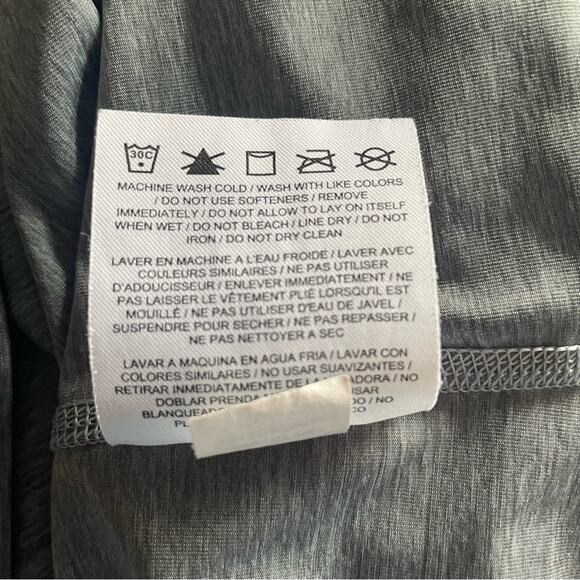 30C
MACHINE WASH COLD / WASH WITH LIKE COLORS
/ DO NOT USE SOFTENERS / REMOVE
IMMEDIATELY / DO NOT ALLOW TO LAY ON ITSELF
WHEN WET / DO NOT BLEACH / LINE DRY / DO NOT
IRON / DO NOT DRY CLEAN
LAVER EN MACHINE A L'EAU FROIDE / LAVER AVEC
COULEURS SIMILAIRES / NE PAS UTILISER
D'ADOUCISSEUR / ENLEVER IMMEDIATEMENT / NE
PAS LAISSER LE VÊTEMENT PLIÉ LORSQU'IL EST
MOUILLÉ / NE PAS UTILISER D'EAU DE JAVEL /
SUSPENDRE POUR SECHER / NE PAS REPASSER /
NE PAS NETTOYER A SEC
LAVAR A MAQUINA EN AGUA FRIA / LAVAR CON
COLORES SIMILARES / NO USAR SUAVIZANTES /
RETIRAR INMEDIATAMENTE DE LA ADORA / NO
DOBLAR PRENDA USAR
BLANQUEAD CO